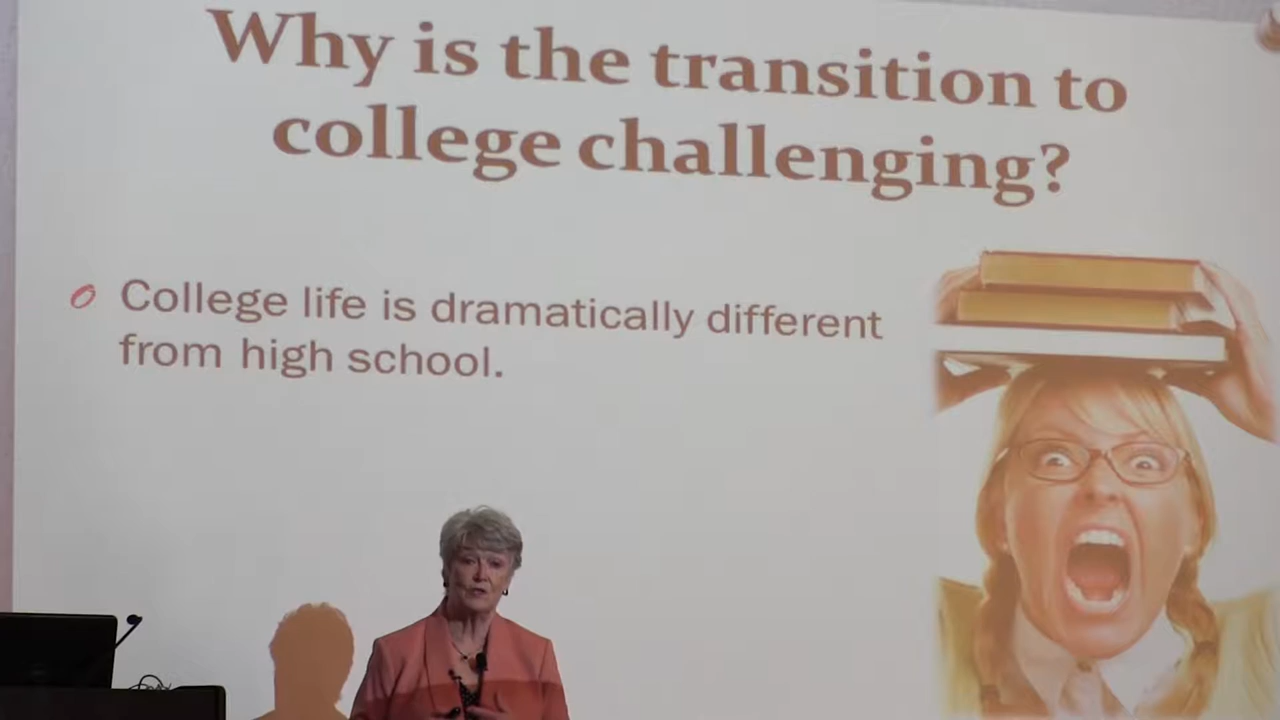 Why is the transition to
college challenging?
College life is dramatically different
from high school.